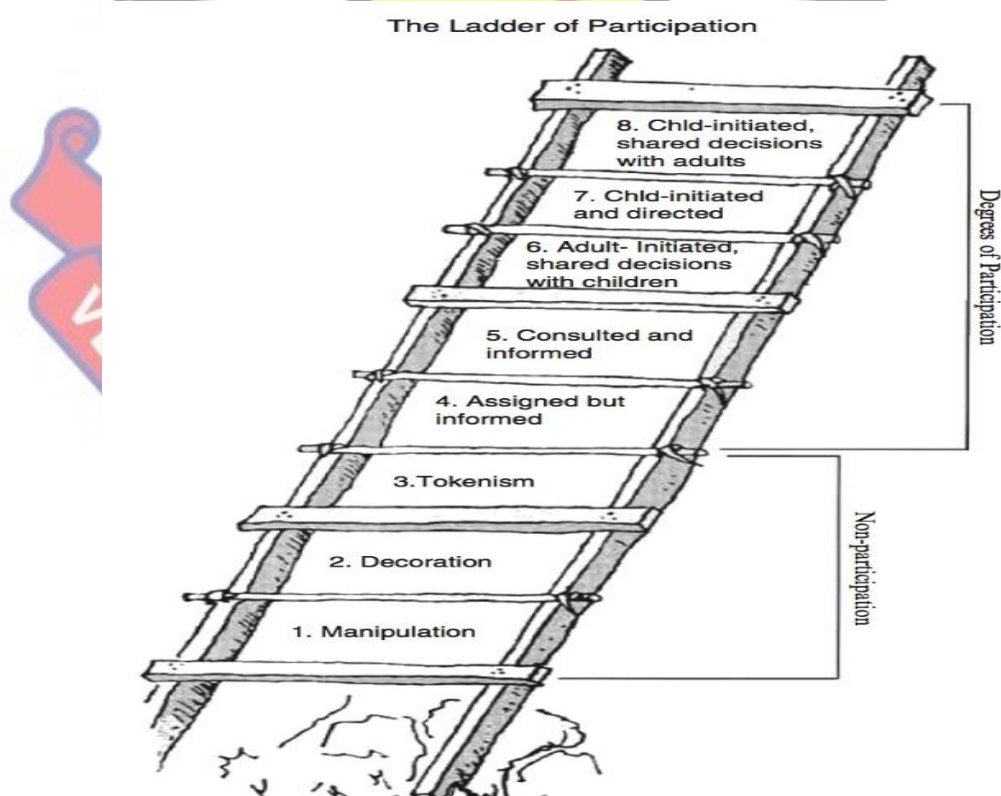 The Ladder of Participation
8. Chld-initiated,
shared decisions
with adults
7. Chld-initiated
and directed
6. Adult- Initiated,
shared decisions
with children
5. Consulted and
informed
4. Assigned but
informed
3.Tokenism
2. Decoration
1. Manipulation
Degrees of Participation
Non-participation